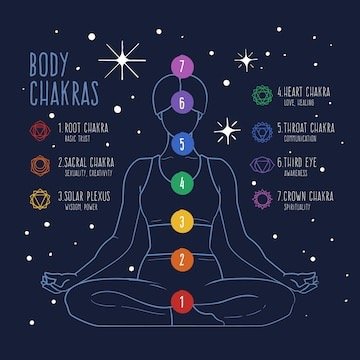 BODY
CHAKRAS
1.ROOT CHAKRA
BASIC TRUST
2.SACRAL CHAKRA
SEXUALITY, CREATIVITY
3.SOLAR PLEXUS
WISDOM, POWER
4.HEART CHAKRA
LOVE, HEALING
5.THROAT CHAKRA
COMMUNICATION
6.THIRD EYE
AWARENESS
7.CROWN CHAKRA
SPIRITUALITY
7
6
5
4
3
2
1